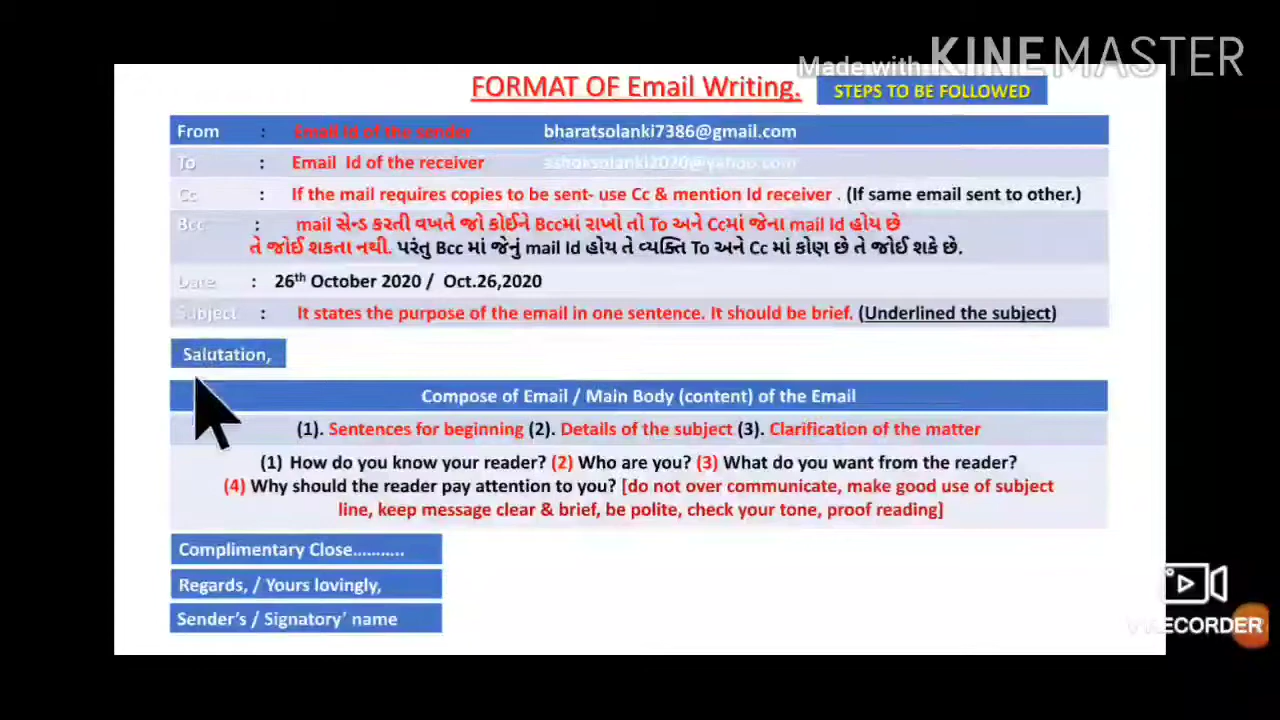 Made with KINEMASTER
FORMAT OF Email Writing.
STEPS TO BE FOLLOWED
From : Email Id of the sender bharatsolanki7386@gmail.com
To : Email Id of the receiver ashoksolanki2020@yahoo.com
Cc : If the mail requires copies to be sent- use Cc & mention Id receiver . (If same email sent to other.)
Bcc : mail સેન્ડ કરતી વખતે જો કોઈને Bccમાં રાખો તો To અને Ccમાં જેના mail Id હોય છે
તે જોઈ શકતા નથી. પરંતુ Bcc માં જેનું mail Id હોય તે વ્યક્તિ To અને Cc માં કોણ છે તે જોઈ શકે છે.
Date : 26th October 2020 / Oct.26,2020
Subject : It states the purpose of the email in one sentence. It should be brief. (Underlined the subject)
Salutation,
Compose of Email / Main Body (content) of the Email
(1). Sentences for beginning (2). Details of the subject (3). Clarification of the matter
(1) How do you know your reader? (2) Who are you? (3) What do you want from the reader?
(4) Why should the reader pay attention to you? [do not over communicate, make good use of subject
line, keep message clear & brief, be polite, check your tone, proof reading]
Complimentary Close...........
Regards, / Yours lovingly,
Sender's / Signatory' name
RECORDER